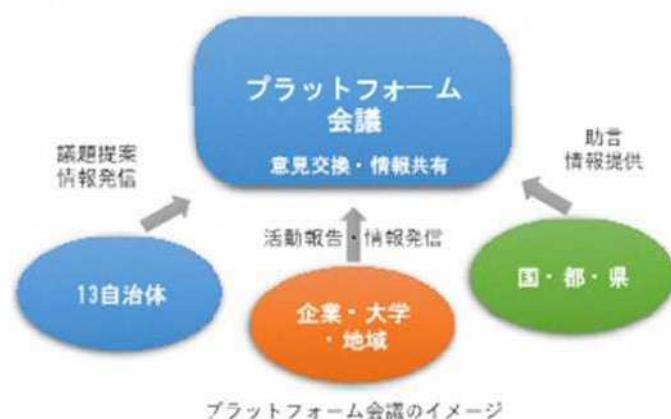 プラットフォーム
会議
意見交換・情報共有
議題提案
情報発信
助言
情報提供
活動報告・情報発信
13自治体
企業・大学
・地域
国・都・県
プラットフォーム会議のイメージ